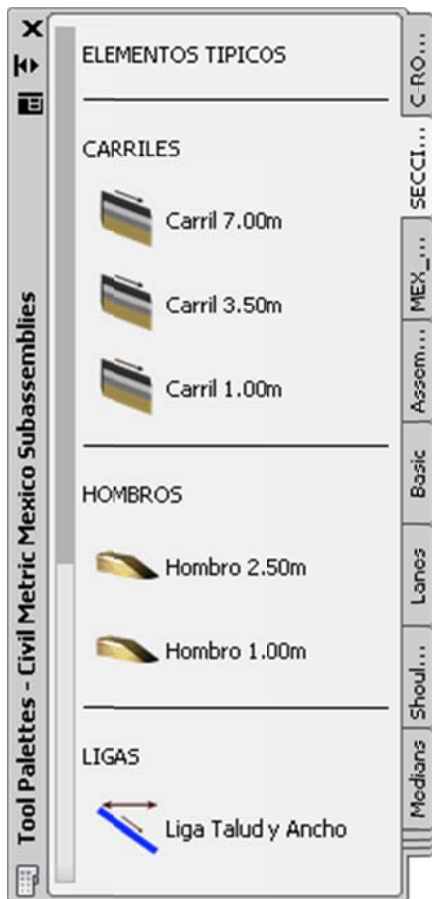 Tool Palettes - Civil Metric Mexico Subassemblies
ELEMENTOS TIPICOS
CARRILES
Carril 7.00m
Carril 3.50m
Carril 1.00m
HOMBROS
Hombro 2.50m
Hombro 1.00m
LIGAS
Liga Talud y Ancho
C-RO...
SECCI...
MEX_...
Assem...
Basic
Lanes
Shoul...
Medians